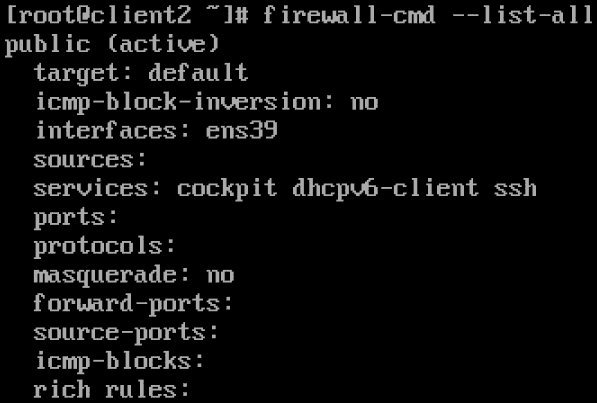 [root@client2 ~]# firewall-cmd --list-all
public (active)
  target: default
  icmp-block-inversion: no
  interfaces: ens39
  sources:
  services: cockpit dhcpv6-client ssh
  ports:
  protocols:
  masquerade: no
  forward-ports:
  source-ports:
  icmp-blocks:
  rich rules: